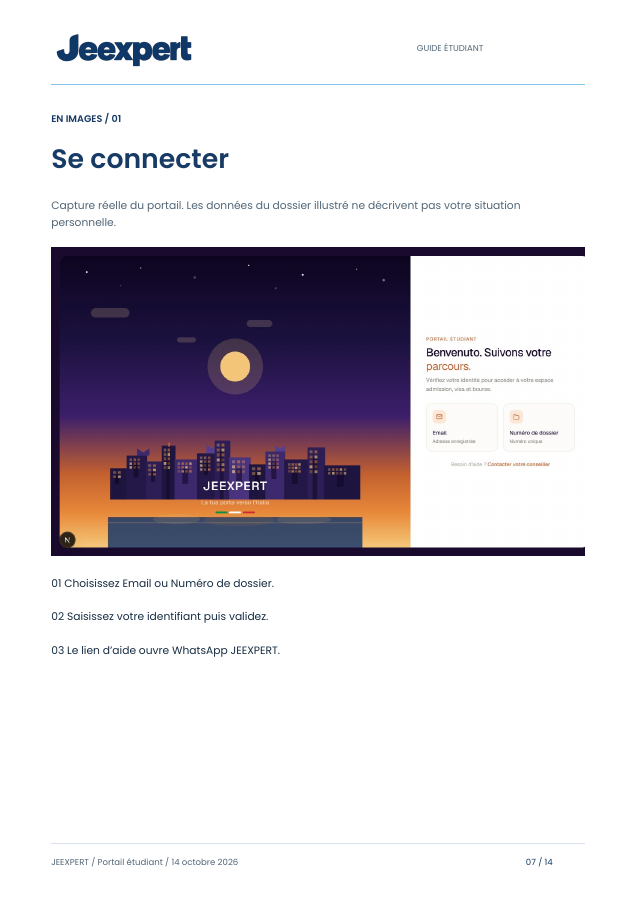 Jeexpert
GUIDE ÉTUDIANT
EN IMAGES / 01
Se connecter
Capture réelle du portail. Les données du dossier illustré ne décrivent pas votre situation
personnelle.
PORTAIL ÉTUDIANT
Benvenuto. Suivons votre
parcours.
Vérifiez votre identité pour accéder à votre espace
admission, visa et bourse.
Email
Adresse enregistrée
Numéro de dossier
Numéro unique
Besoin d'aide ? Contacter votre conseiller
JEEXPERT
La tua porta verso l'Italia
N
01 Choisissez Email ou Numéro de dossier.
02 Saisissez votre identifiant puis validez.
03 Le lien d’aide ouvre WhatsApp JEEXPERT.
JEEXPERT / Portail étudiant / 14 octobre 2026
07 / 14